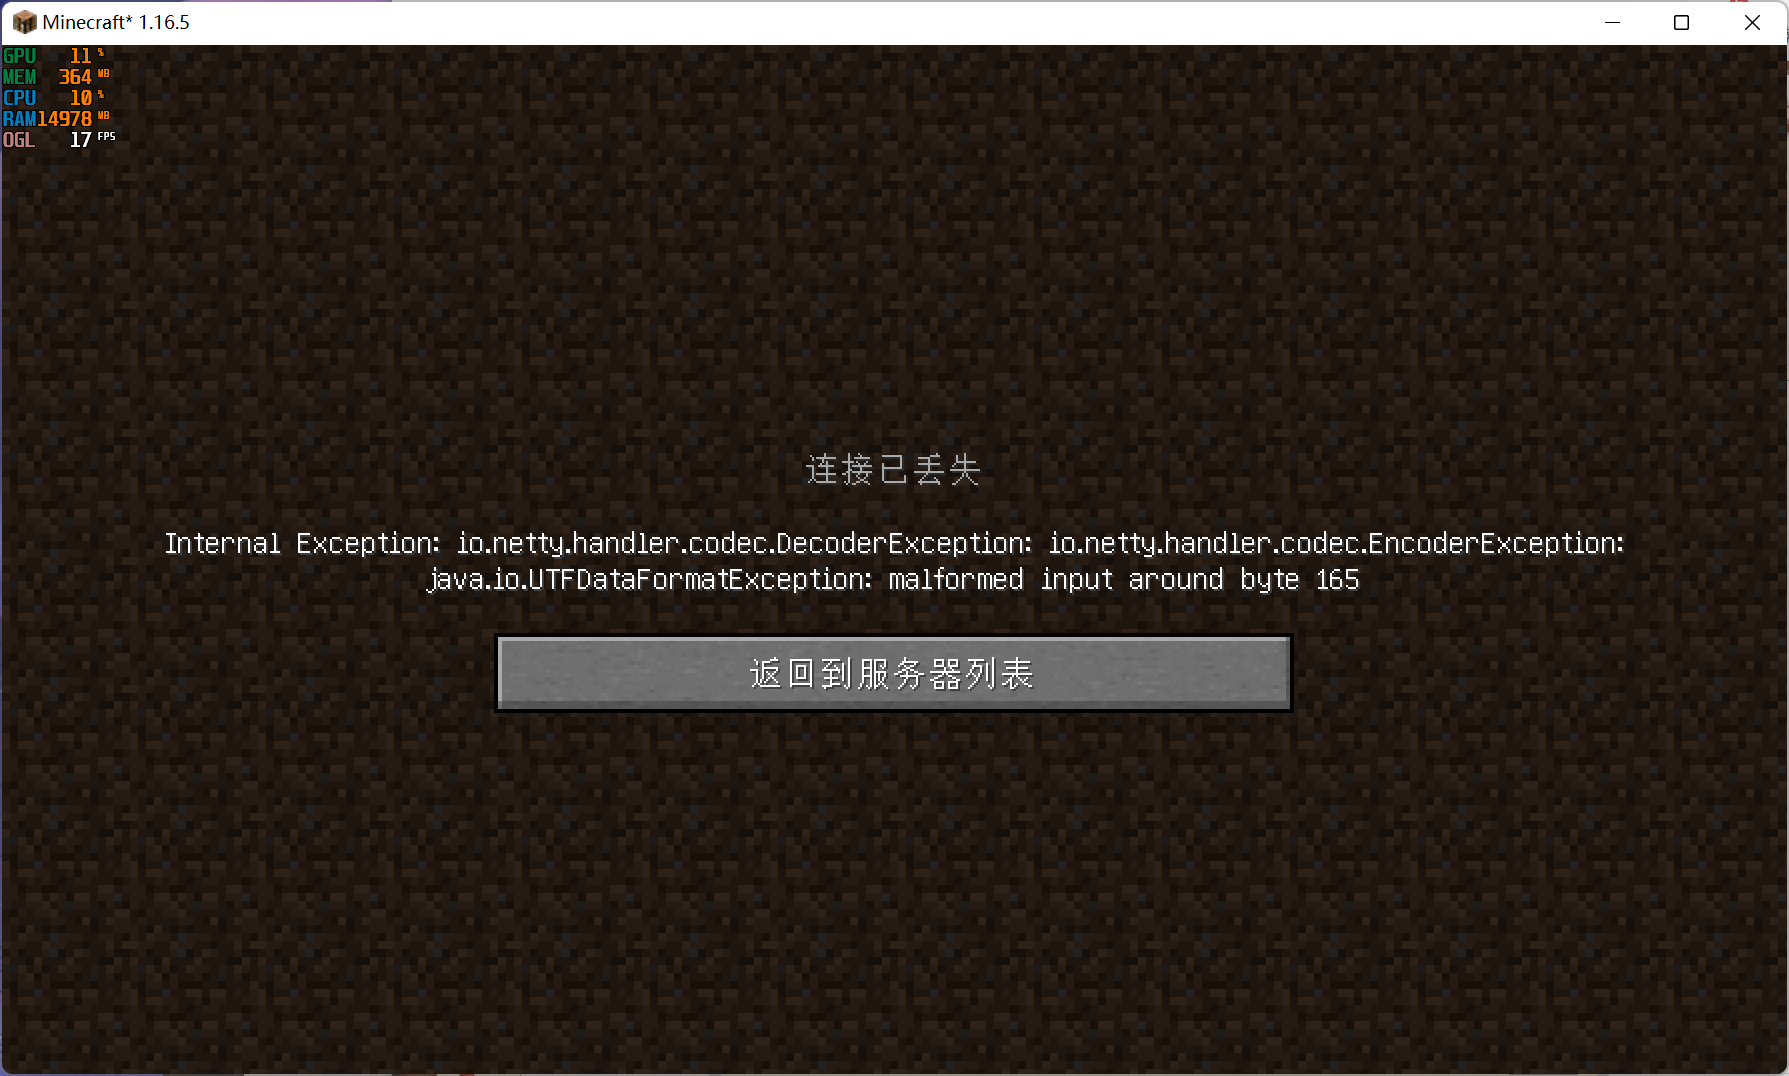 Minecraft* 1.16.5
GPU 11 %
MEM 364 MB
CPU 10 %
RAM 14978 MB
OGL 17 FPS
连接已丢失
Internal Exception: io.netty.handler.codec.DecoderException: io.netty.handler.codec.EncoderException:
java.io.UTFDataFormatException: malformed input around byte 165
返回到服务器列表